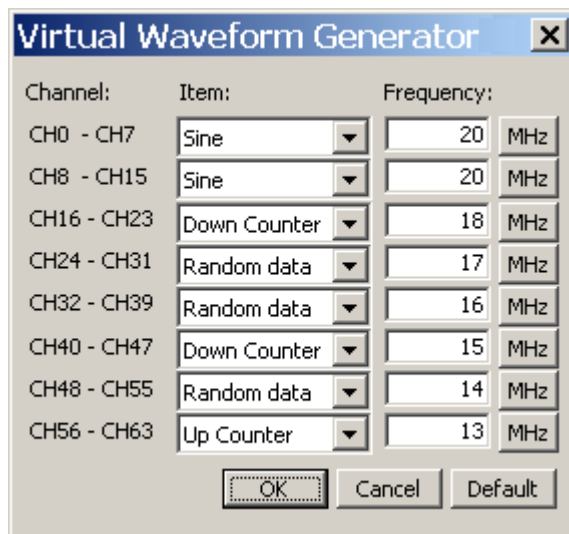 Virtual Waveform Generator
Channel: Item: Frequency:
CH0 - CH7 Sine 20 MHz
CH8 - CH15 Sine 20 MHz
CH16 - CH23 Down Counter 18 MHz
CH24 - CH31 Random data 17 MHz
CH32 - CH39 Random data 16 MHz
CH40 - CH47 Down Counter 15 MHz
CH48 - CH55 Random data 14 MHz
CH56 - CH63 Up Counter 13 MHz
OK Cancel Default